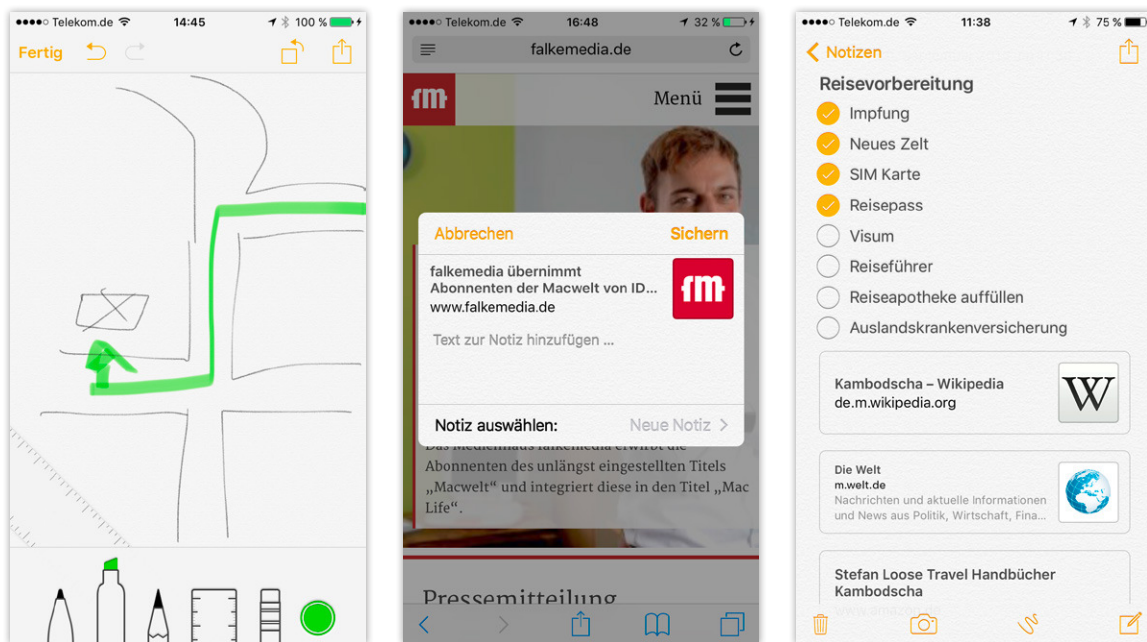 Telekom.de
14:45
100 %
Fertig
Telekom.de
16:48
32 %
falkemedia.de
fm
Menü
Abbrechen
Sichern
falkemedia übernimmt
Abonnenten der Macwelt von ID...
www.falkemedia.de
fm
Text zur Notiz hinzufügen ...
Notiz auswählen:
Neue Notiz
Das Medienhaus falkemedia erwirbt die
Abonnenten des unlängst eingestellten Titels
„Macwelt“ und integriert diese in den Titel „Mac
Life“.
Pressemitteilung
Telekom.de
11:38
75 %
Notizen
Reisevorbereitung
Impfung
Neues Zelt
SIM Karte
Reisepass
Visum
Reiseführer
Reiseapotheke auffüllen
Auslandskrankenversicherung
Kambodscha – Wikipedia
de.m.wikipedia.org
W
Die Welt
m.welt.de
Nachrichten und aktuelle Informationen
und News aus Politik, Wirtschaft, Fina...
Stefan Loose Travel Handbücher
Kambodscha
www.amazon.de